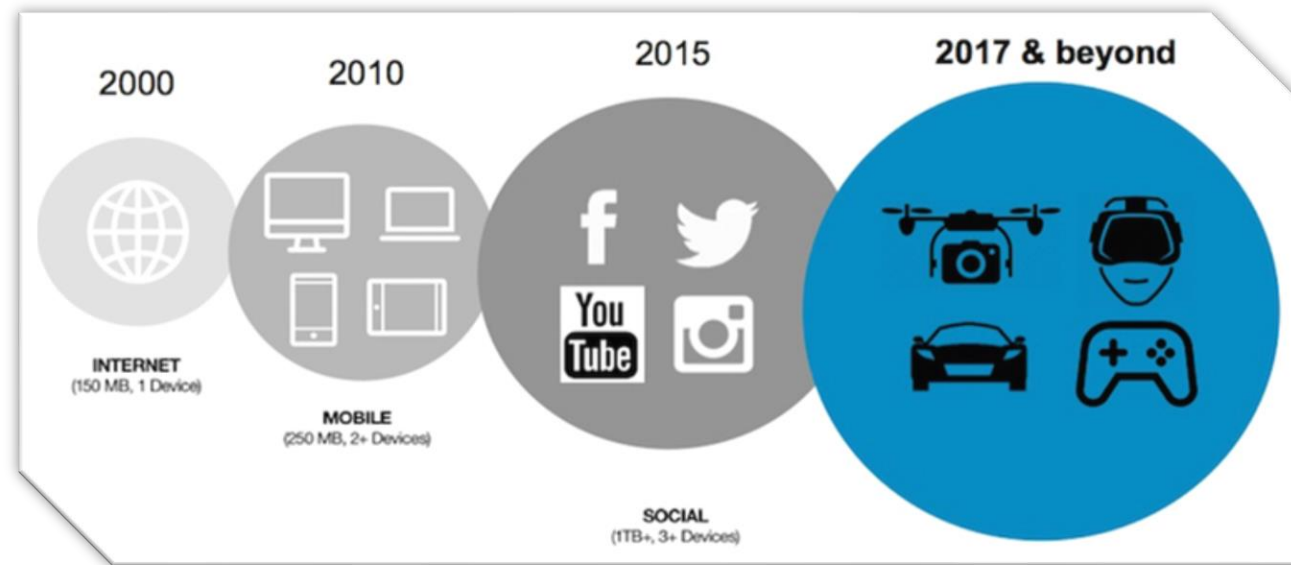 2000
2010
2015
2017 & beyond
f
You
Tube
INTERNET
(150 MB, 1 Device)
MOBILE
(250 MB, 2+ Devices)
SOCIAL
(1TB+, 3+ Devices)